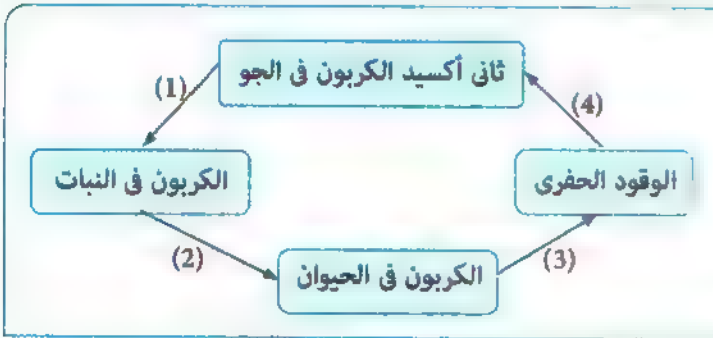 ثانى أكسيد الكربون فى الجو
(1)
(4)
الوقود الحفرى
الكربون فى النبات
(2)
(3)
الكربون فى الحيوان